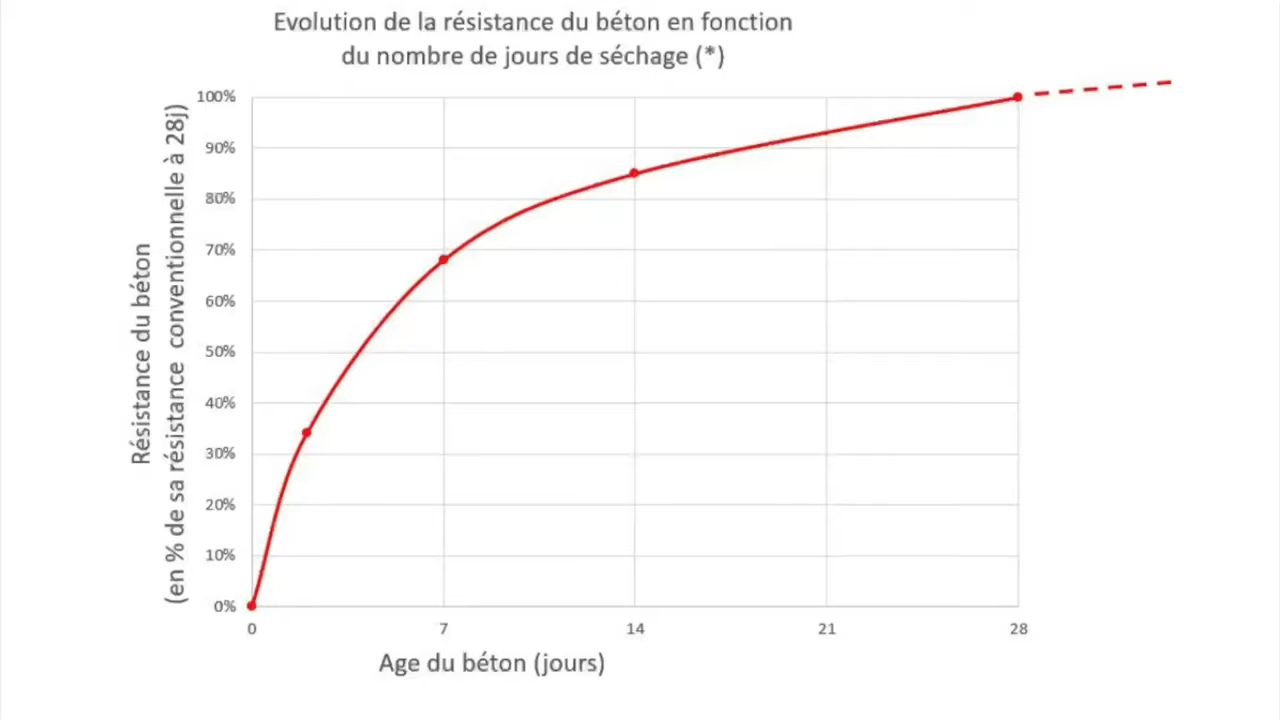 Evolution de la résistance du béton en fonction
du nombre de jours de séchage (*)
Résistance du béton
(en % de sa résistance conventionnelle à 28j)
100%
90%
80%
70%
60%
50%
40%
30%
20%
10%
0%
0 7 14 21 28
Age du béton (jours)